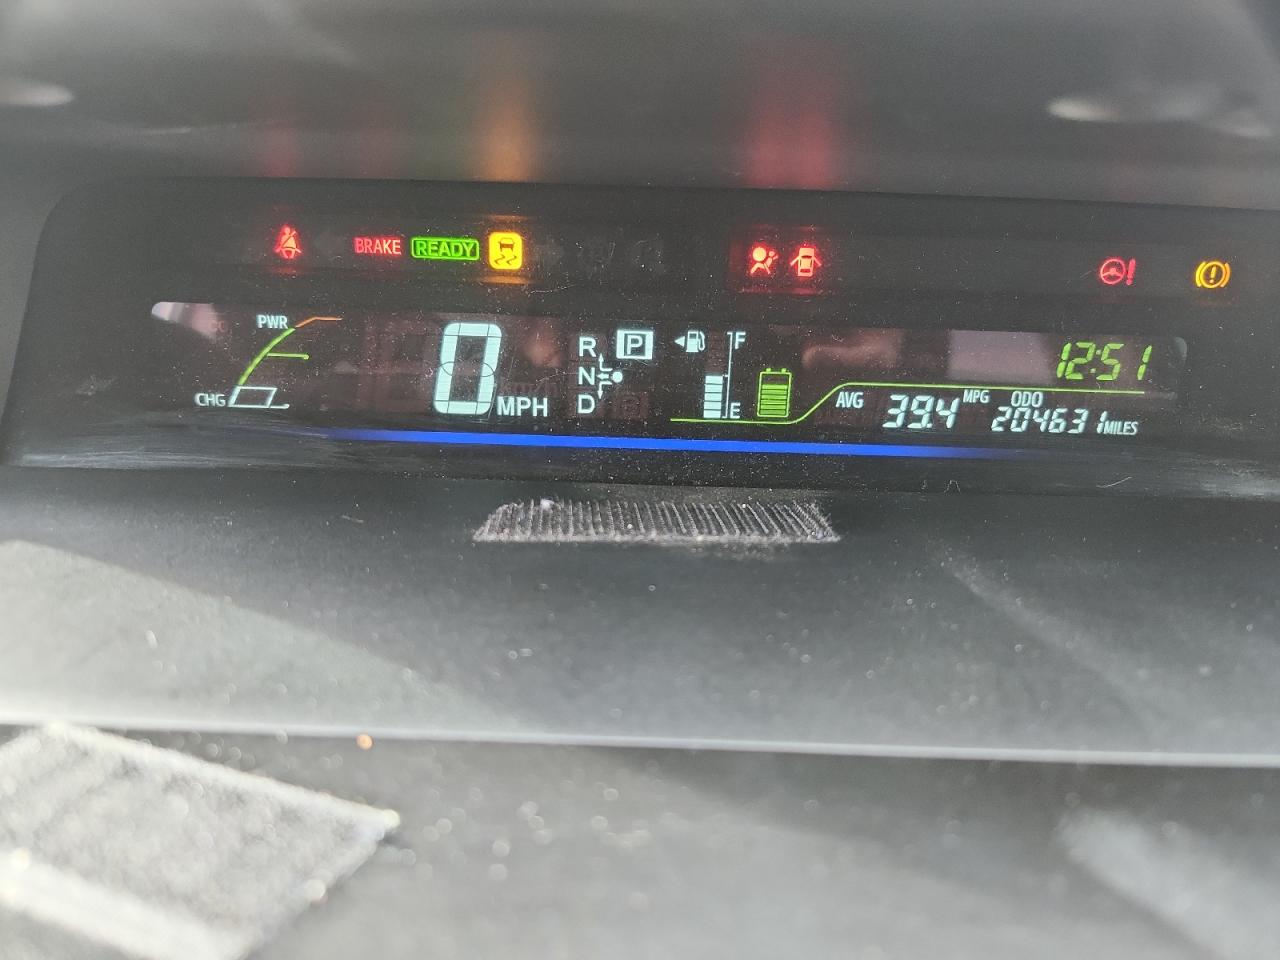 BRAKE READY
PWR
CHG
0 MPH
R P
N
D
F
E
12:51
AVG 39.4 MPG
ODO 204631 MILES